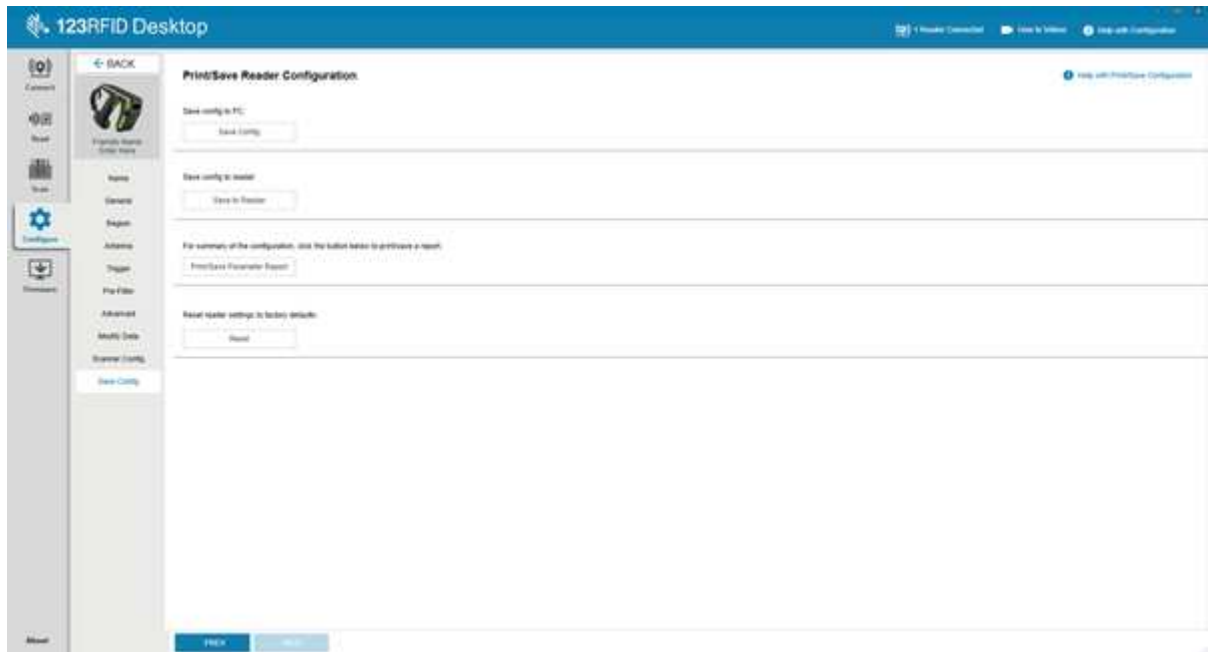 123RFID Desktop
1 Reader Connected
How to Videos
Help with Configuration
Connect
Read
Scan
Configure
Firmware
About
BACK
Friendly Name
Enter Here
Name
General
Region
Antenna
Trigger
Pre-Filter
Advanced
Modify Data
Scanner Config
Save Config
Print/Save Reader Configuration
Help with Print/Save Configuration
Save config to PC:
Save Config
Save config to reader
Save to Reader
For summary of the configuration, click the button below to print/save a report:
Print/Save Parameter Report
Reset reader settings to factory defaults:
Reset
PREV
NEXT